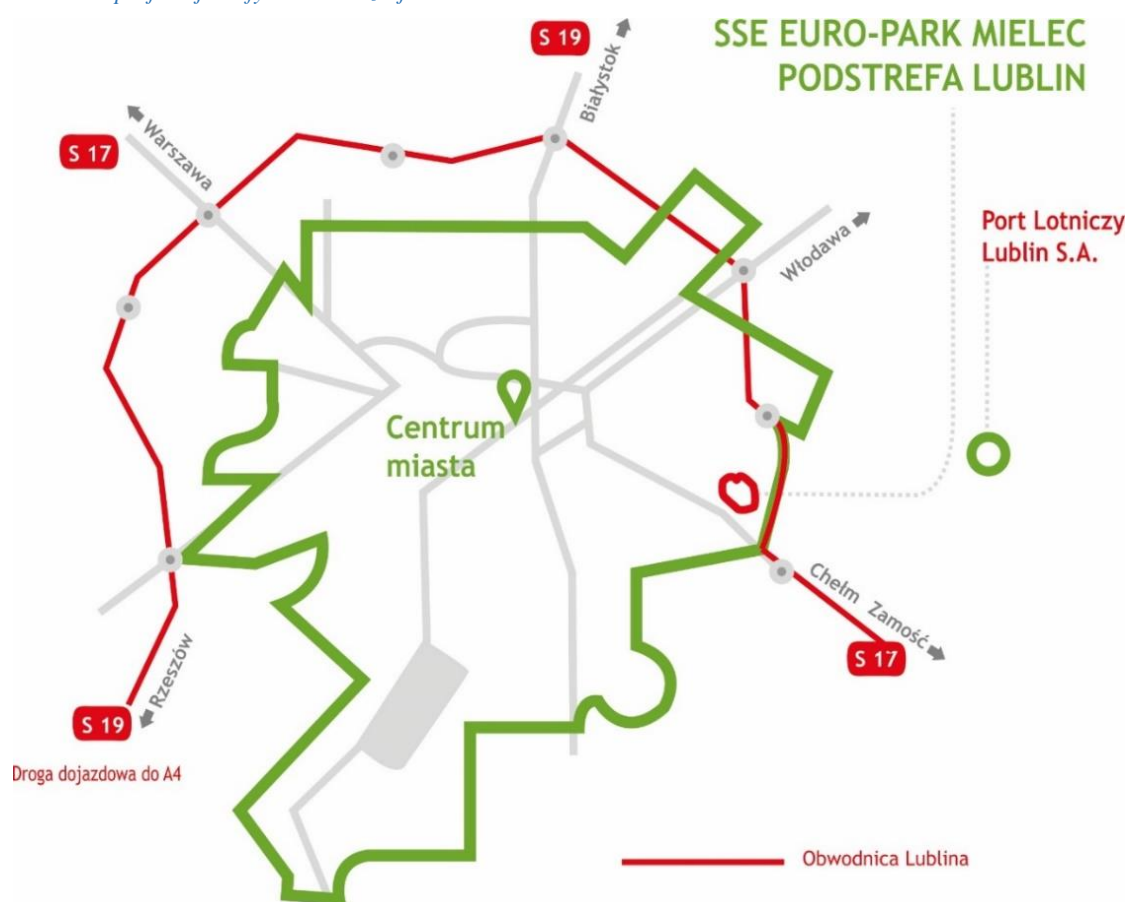 S 19
Białystok
SSE EURO-PARK MIELEC
PODSTREFA LUBLIN
S 17
Warszawa
Włodawa
Port Lotniczy
Lublin S.A.
Centrum
miasta
Chełm Zamość
S 17
Rzeszów
S 19
Droga dojazdowa do A4
Obwodnica Lublina